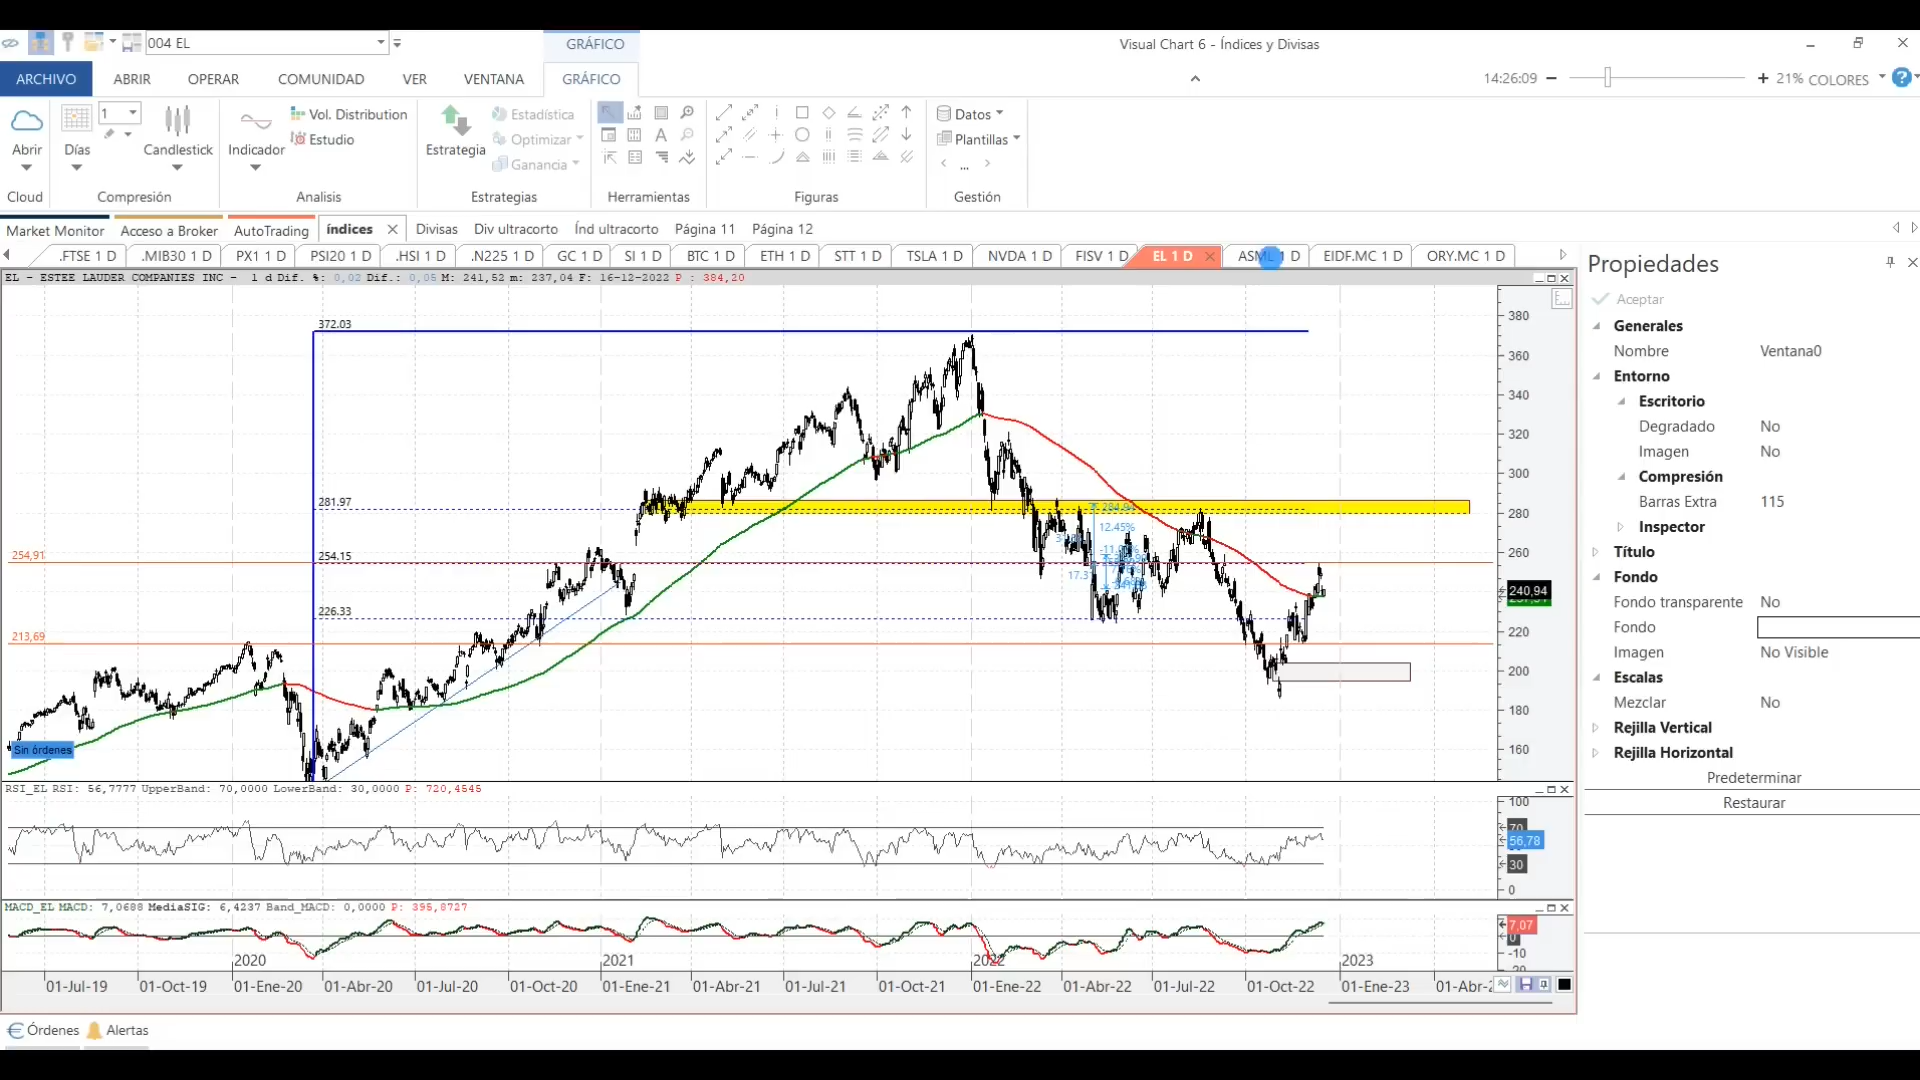 004 EL
GRÁFICO
Visual Chart 6 - Índices y Divisas
ARCHIVO ABRIR OPERAR COMUNIDAD VER VENTANA GRÁFICO
14:26:09 21% COLORES
1
Vol. Distribution
Estadística
Datos
Estudio
Optimizar
Plantillas
Abrir Días Candlestick Indicador Estrategia
Ganancia
...
Cloud Compresión Analisis Estrategias Herramientas Figuras Gestión
Market Monitor Acceso a Broker AutoTrading índices Divisas Div ultracorto Índ ultracorto Página 11 Página 12
.FTSE 1 D .MIB30 1 D PX1 1 D PSI20 1 D .HSI 1 D .N225 1 D GC 1 D SI 1 D BTC 1 D ETH 1 D STT 1 D TSLA 1 D NVDA 1 D FISV 1 D EL 1 D ASML 1 D EIDF.MC 1 D ORY.MC 1 D
EL - ESTEE LAUDER COMPANIES INC - 1 d Dif. %: 0,02 Dif.: 0,05 M: 241,52 m: 237,04 F: 16-12-2022 P : 384,20
372.03
281.97
254,91
254.15
226.33
213,69
12.45%
Sin órdenes
380
360
340
320
300
280
260
240,94
220
200
180
160
RSI_EL RSI: 56,7777 UpperBand: 70,0000 LowerBand: 30,0000 P: 720,4545
100
70
56,78
30
0
MACD_EL MACD: 7,0688 MediaSIG: 6,4237 Band_MACD: 0,0000 P: 395,8727
7,07
0
-10
2020 2021 2022 2023
01-Jul-19 01-Oct-19 01-Ene-20 01-Abr-20 01-Jul-20 01-Oct-20 01-Ene-21 01-Abr-21 01-Jul-21 01-Oct-21 01-Ene-22 01-Abr-22 01-Jul-22 01-Oct-22 01-Ene-23 01-Abr-2
Órdenes Alertas
Propiedades
Aceptar
Generales
Nombre Ventana0
Entorno
Escritorio
Degradado No
Imagen No
Compresión
Barras Extra 115
Inspector
Título
Fondo
Fondo transparente No
Fondo
Imagen No Visible
Escalas
Mezclar No
Rejilla Vertical
Rejilla Horizontal
Predeterminar
Restaurar